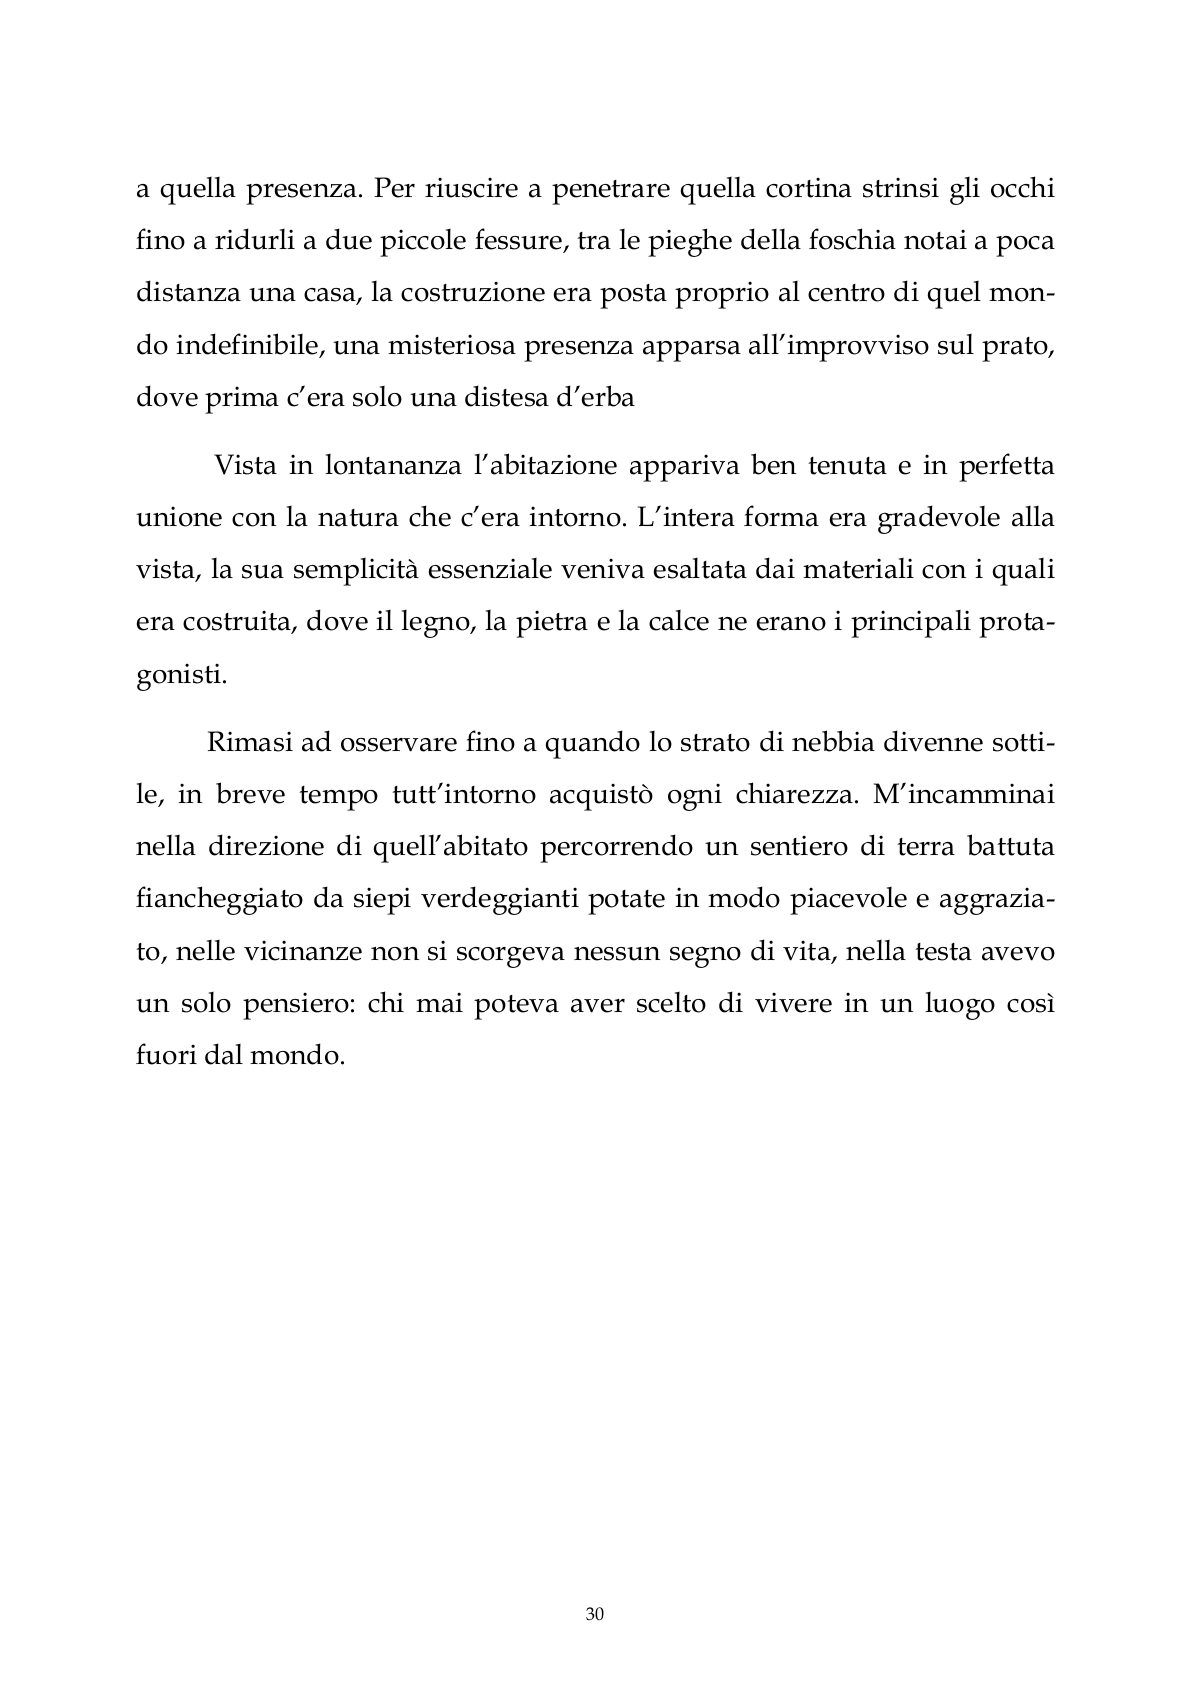 a quella presenza. Per riuscire a penetrare quella cortina strinsi gli occhi
fino a ridurli a due piccole fessure, tra le pieghe della foschia notai a poca
distanza una casa, la costruzione era posta proprio al centro di quel mon-
do indefinibile, una misteriosa presenza apparsa all’improvviso sul prato,
dove prima c’era solo una distesa d’erba
Vista in lontananza l’abitazione appariva ben tenuta e in perfetta
unione con la natura che c’era intorno. L’intera forma era gradevole alla
vista, la sua semplicità essenziale veniva esaltata dai materiali con i quali
era costruita, dove il legno, la pietra e la calce ne erano i principali prota-
gonisti.
Rimasi ad osservare fino a quando lo strato di nebbia divenne sotti-
le, in breve tempo tutt’intorno acquistò ogni chiarezza. M’incamminai
nella direzione di quell’abitato percorrendo un sentiero di terra battuta
fiancheggiato da siepi verdeggianti potate in modo piacevole e aggrazia-
to, nelle vicinanze non si scorgeva nessun segno di vita, nella testa avevo
un solo pensiero: chi mai poteva aver scelto di vivere in un luogo così
fuori dal mondo.
30